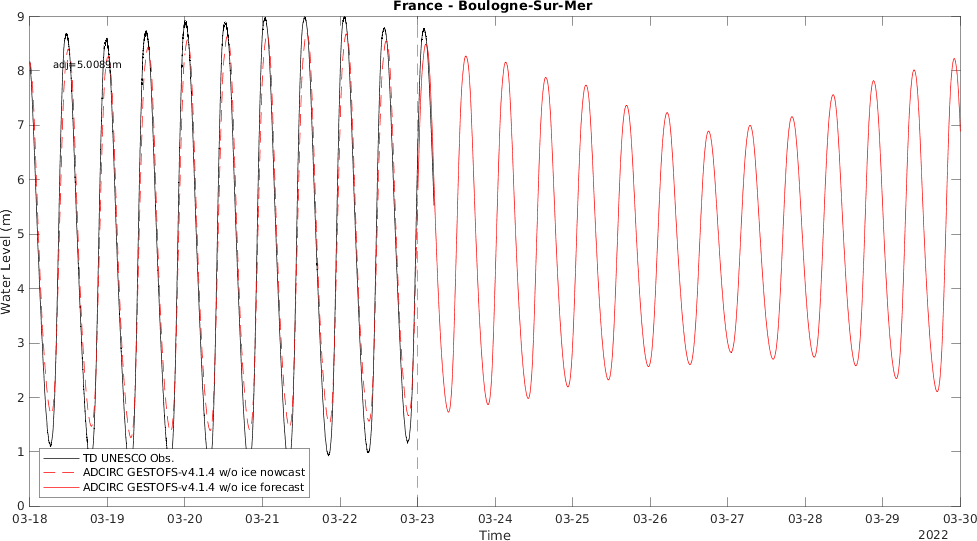 France - Boulogne-Sur-Mer
9
8
7
6
5
4
3
2
1
0
Water Level (m)
adj=5.0089m
TD UNESCO Obs.
ADCIRC GESTOFS-v4.1.4 w/o ice nowcast
ADCIRC GESTOFS-v4.1.4 w/o ice forecast
03-18 03-19 03-20 03-21 03-22 03-23 03-24 03-25 03-26 03-27 03-28 03-29 03-30
Time
2022